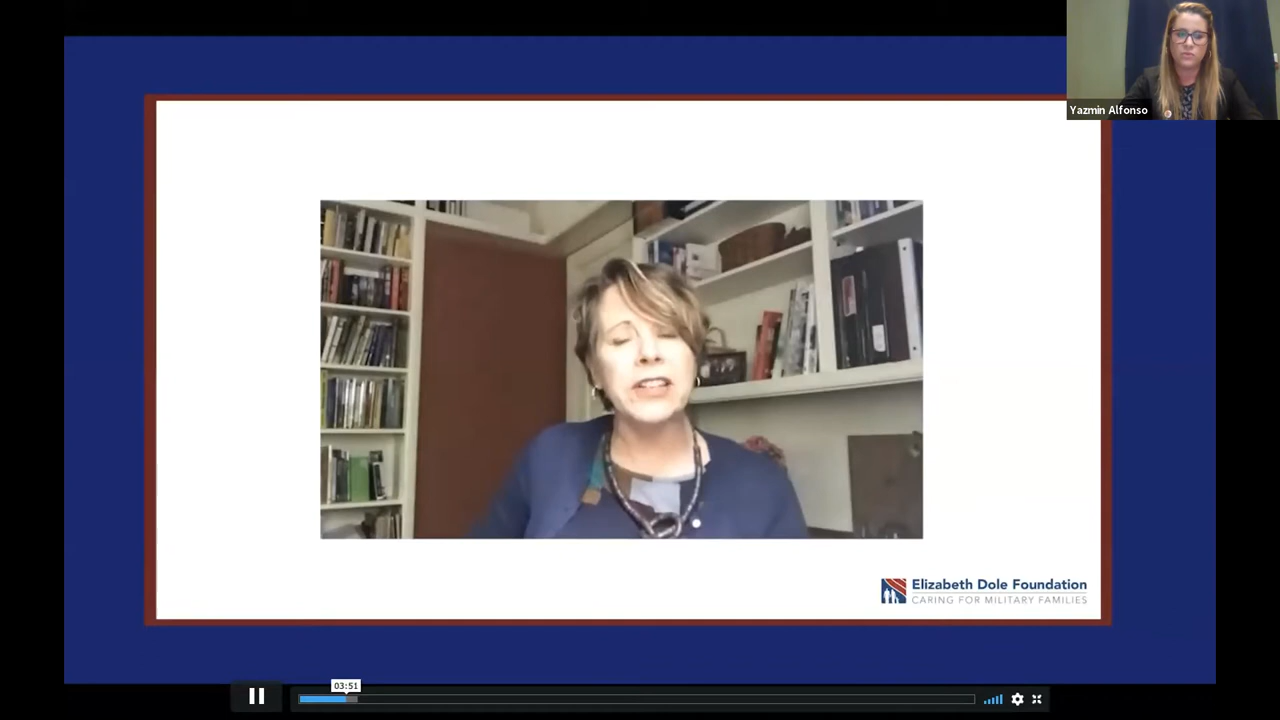 Yazmin Alfonso
Elizabeth Dole Foundation
CARING FOR MILITARY FAMILIES
03:51